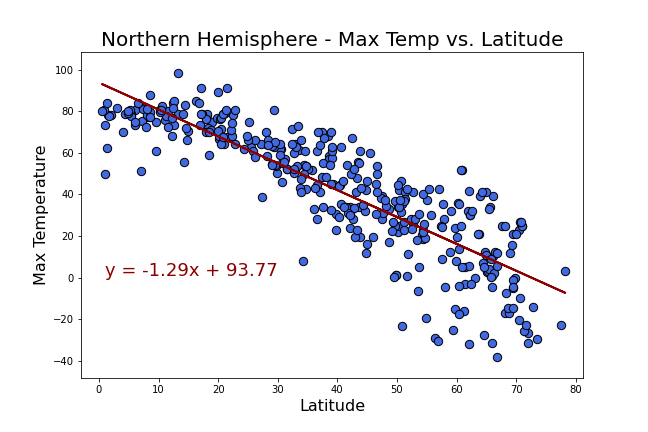 Northern Hemisphere - Max Temp vs. Latitude
Max Temperature
100
80
60
40
20
0
−20
−40
y = -1.29x + 93.77
0 10 20 30 40 50 60 70 80
Latitude